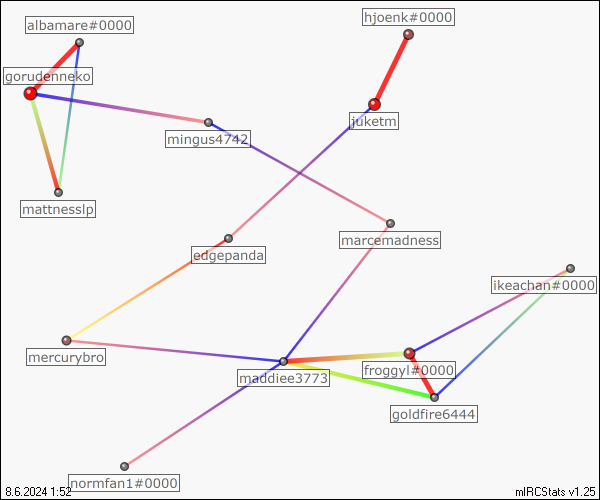 hjoenk#0000
albamare#0000
gorudenneko
juketm
mingus4742
mattnesslp
marcemadness
edgepanda
ikeachan#0000
mercurybro
froggyl#0000
maddiee3773
goldfire6444
normfan1#0000
8.6.2024 1:52
mIRCStats v1.25